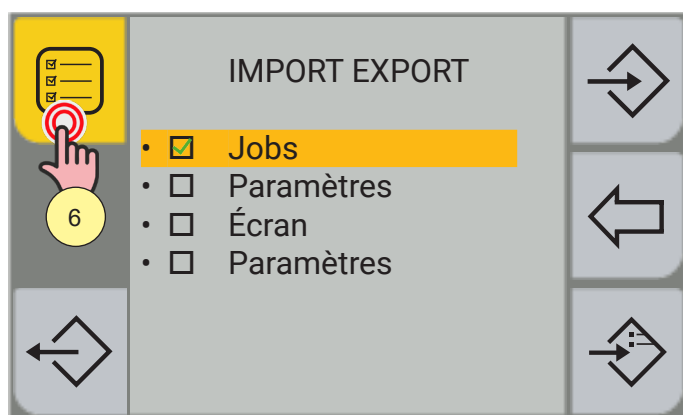 IMPORT EXPORT
• Jobs
• Paramètres
• Écran
• Paramètres
6